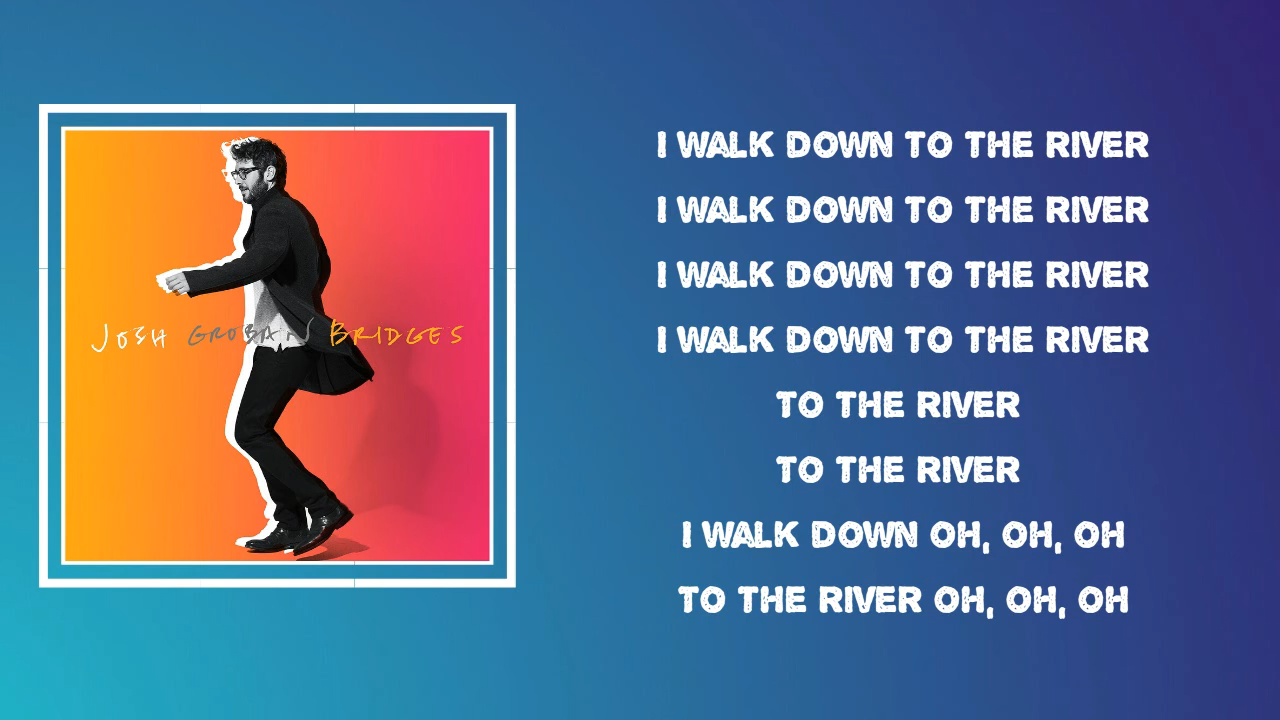 JOSH GROBAN BRIDGES
I WALK DOWN TO THE RIVER
I WALK DOWN TO THE RIVER
I WALK DOWN TO THE RIVER
I WALK DOWN TO THE RIVER
TO THE RIVER
TO THE RIVER
I WALK DOWN OH, OH, OH
TO THE RIVER OH, OH, OH